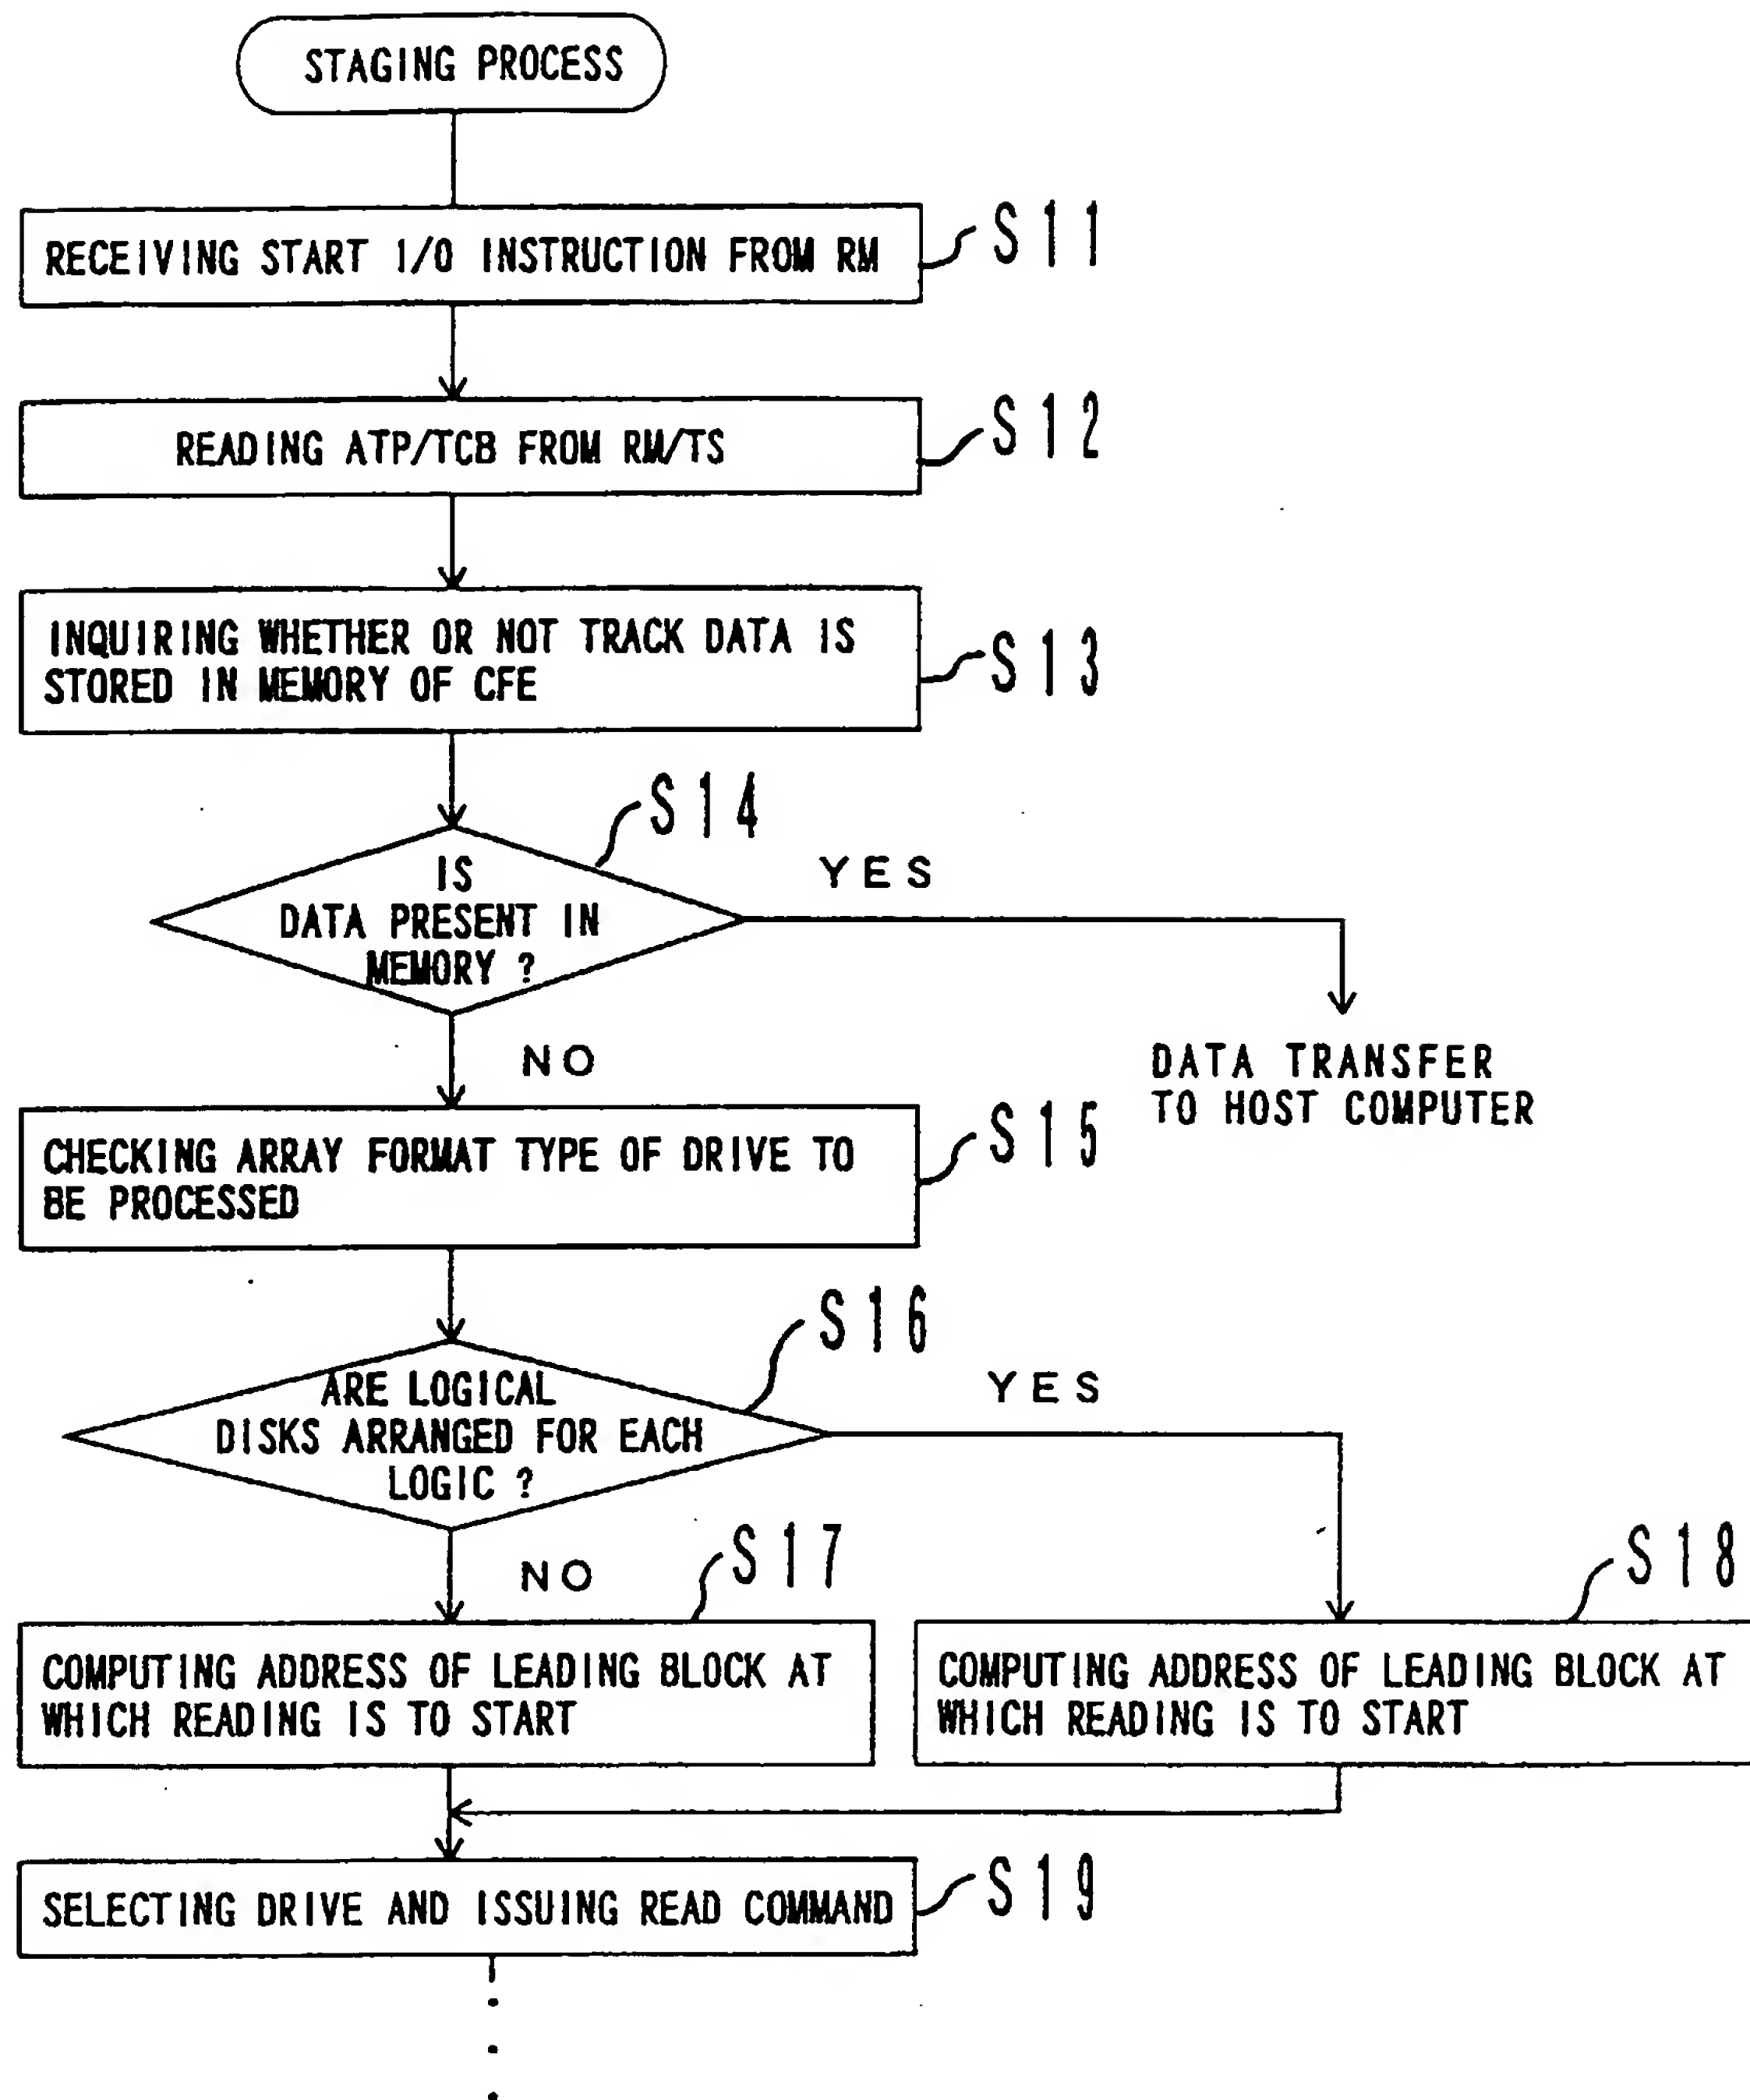 STAGING PROCESS
RECEIVING START I/O INSTRUCTION FROM RM
S11
READING ATP/TCB FROM RM/TS
S12
INQUIRING WHETHER OR NOT TRACK DATA IS
STORED IN MEMORY OF CFE
S13
S14
IS
DATA PRESENT IN
MEMORY ?
YES
NO
DATA TRANSFER
TO HOST COMPUTER
CHECKING ARRAY FORMAT TYPE OF DRIVE TO
BE PROCESSED
S15
S16
ARE LOGICAL
DISKS ARRANGED FOR EACH
LOGIC ?
YES
NO
S17
S18
COMPUTING ADDRESS OF LEADING BLOCK AT
WHICH READING IS TO START
COMPUTING ADDRESS OF LEADING BLOCK AT
WHICH READING IS TO START
SELECTING DRIVE AND ISSUING READ COMMAND
S19